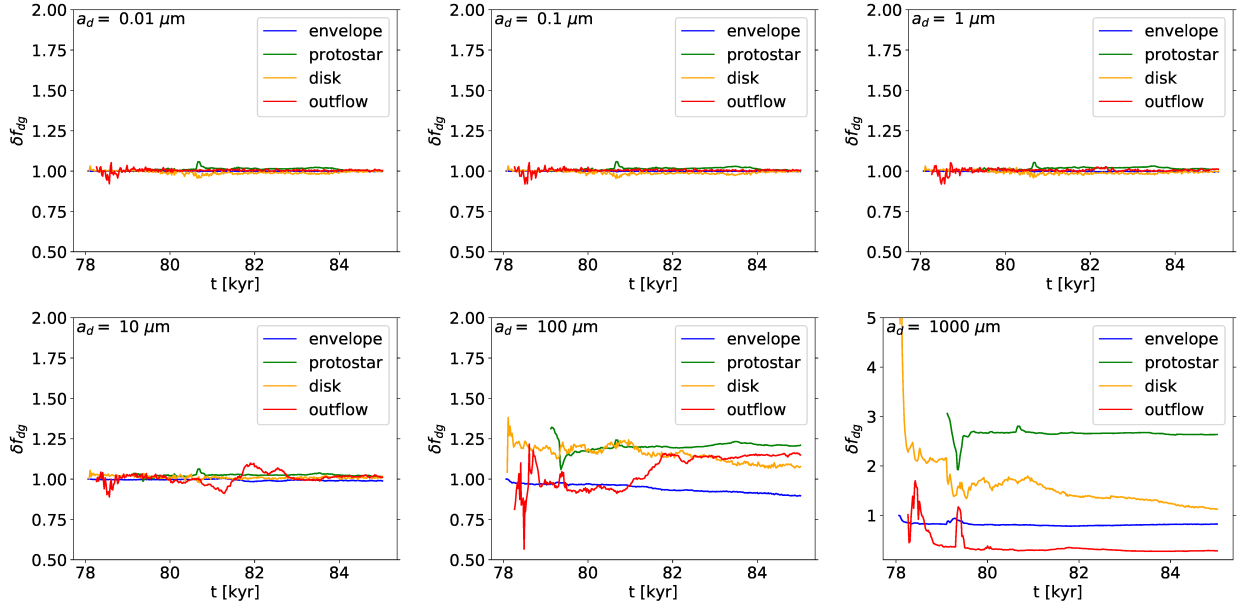 a_d = 0.01 μm
envelope
protostar
disk
outflow
δf_dg
2.00
1.75
1.50
1.25
1.00
0.75
0.50
78 80 82 84
t [kyr]
a_d = 0.1 μm
envelope
protostar
disk
outflow
δf_dg
2.00
1.75
1.50
1.25
1.00
0.75
0.50
78 80 82 84
t [kyr]
a_d = 1 μm
envelope
protostar
disk
outflow
δf_dg
2.00
1.75
1.50
1.25
1.00
0.75
0.50
78 80 82 84
t [kyr]
a_d = 10 μm
envelope
protostar
disk
outflow
δf_dg
2.00
1.75
1.50
1.25
1.00
0.75
0.50
78 80 82 84
t [kyr]
a_d = 100 μm
envelope
protostar
disk
outflow
δf_dg
2.00
1.75
1.50
1.25
1.00
0.75
0.50
78 80 82 84
t [kyr]
a_d = 1000 μm
envelope
protostar
disk
outflow
δf_dg
5
4
3
2
1
78 80 82 84
t [kyr]